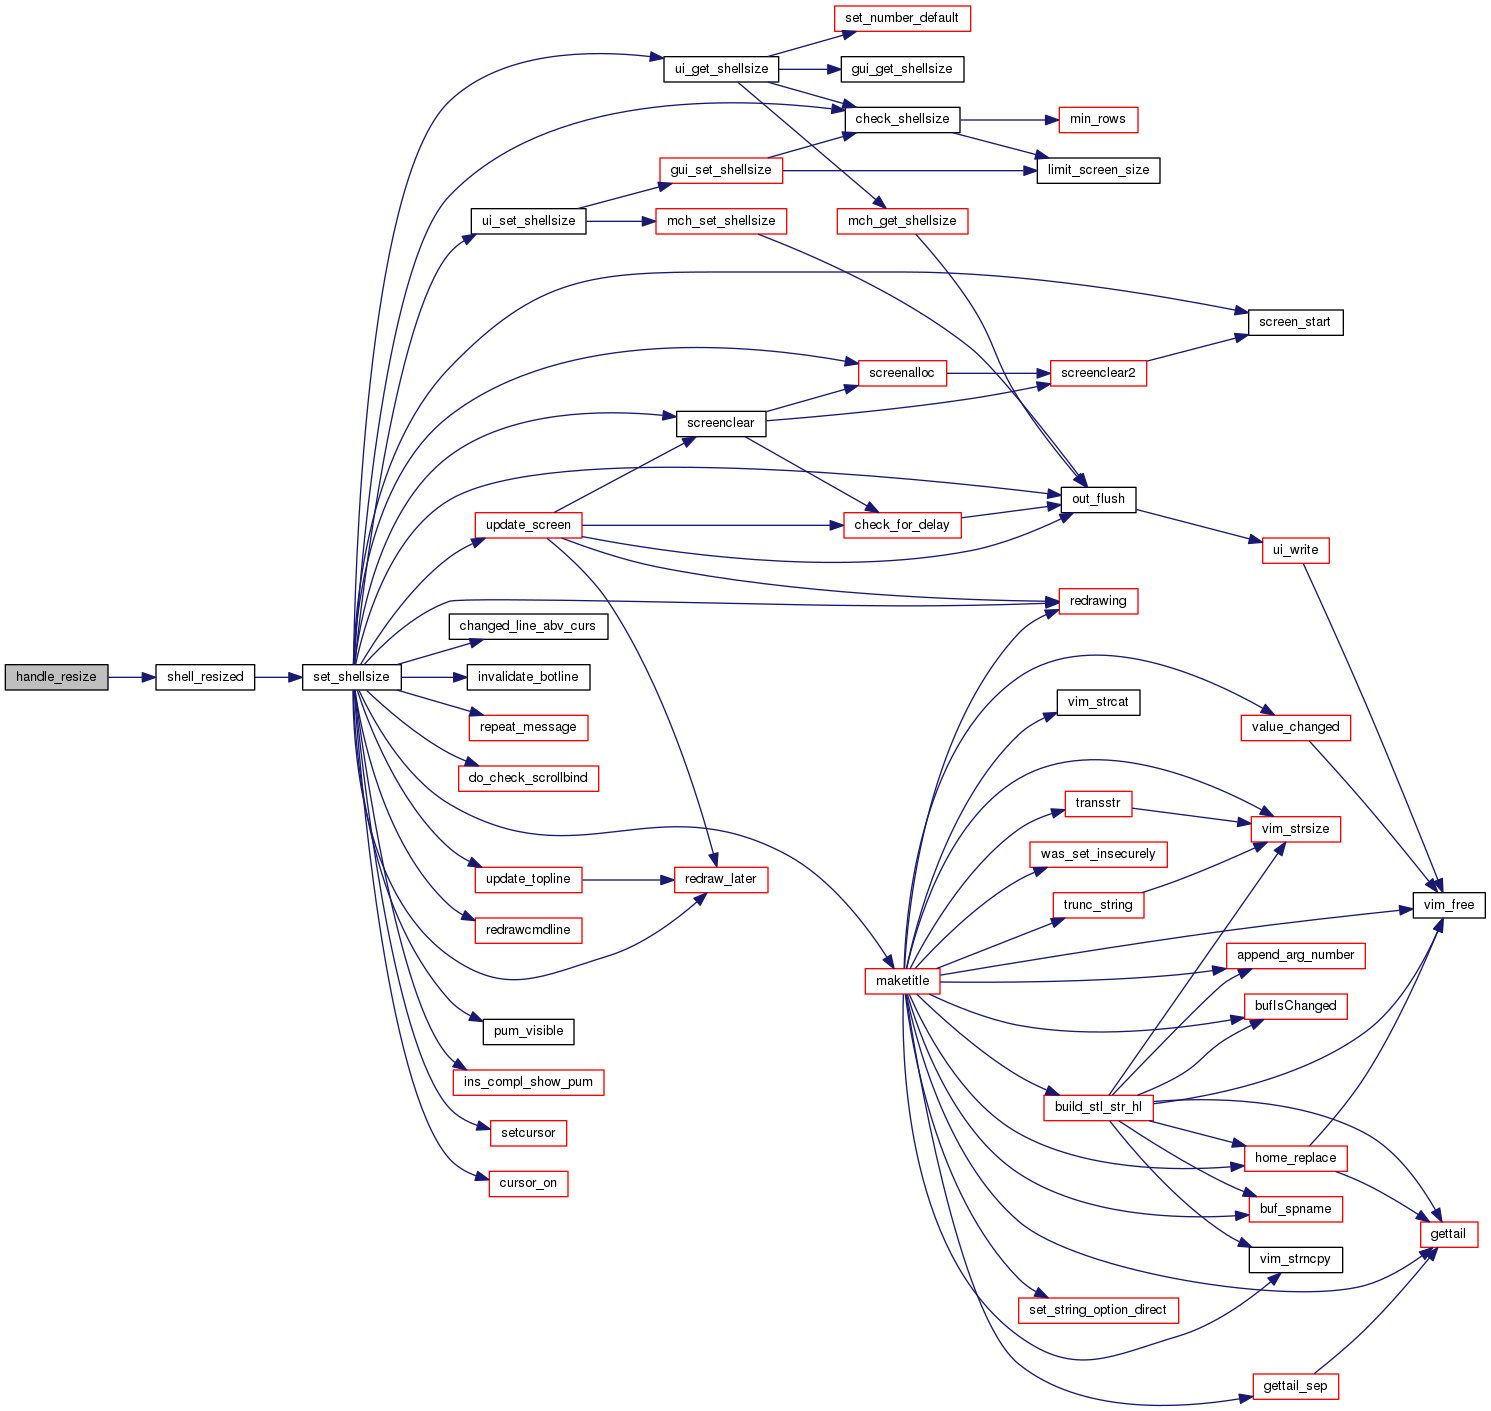 set_number_default
ui_get_shellsize
gui_get_shellsize
check_shellsize
min_rows
gui_set_shellsize
limit_screen_size
ui_set_shellsize
mch_set_shellsize
mch_get_shellsize
screen_start
screenalloc
screenclear2
screenclear
out_flush
update_screen
check_for_delay
ui_write
redrawing
changed_line_abv_curs
handle_resize
shell_resized
set_shellsize
invalidate_botline
vim_strcat
repeat_message
value_changed
do_check_scrollbind
transstr
vim_strsize
was_set_insecurely
update_topline
redraw_later
trunc_string
vim_free
redrawcmdline
append_arg_number
maketitle
bufIsChanged
pum_visible
ins_compl_show_pum
build_stl_str_hl
setcursor
home_replace
cursor_on
buf_spname
gettail
vim_strncpy
set_string_option_direct
gettail_sep